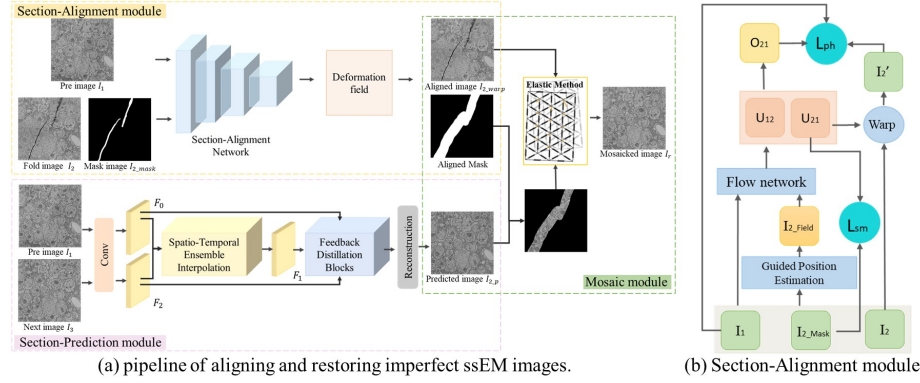 Section-Alignment module
Pre image I₁
Fold image I₂
Mask image I₂_mask
Section-Alignment
Network
Deformation
field
Aligned image I₂_warp
Aligned Mask
Elastic Method
Mosaicked image Iᵣ
Mosaic module
Pre image I₁
Next image I₃
Conv
F₀
F₂
Spatio-Temporal
Ensemble
Interpolation
F₁
Feedback
Distillation
Blocks
Reconstruction
Predicted image I₂_p
Section-Prediction module
(a) pipeline of aligning and restoring imperfect ssEM images.
O₂₁
Lph
I₂′
U₁₂
U₂₁
Warp
Flow network
I₂_Field
Lsm
Guided Position
Estimation
I₁
I₂_Mask
I₂
(b) Section-Alignment module